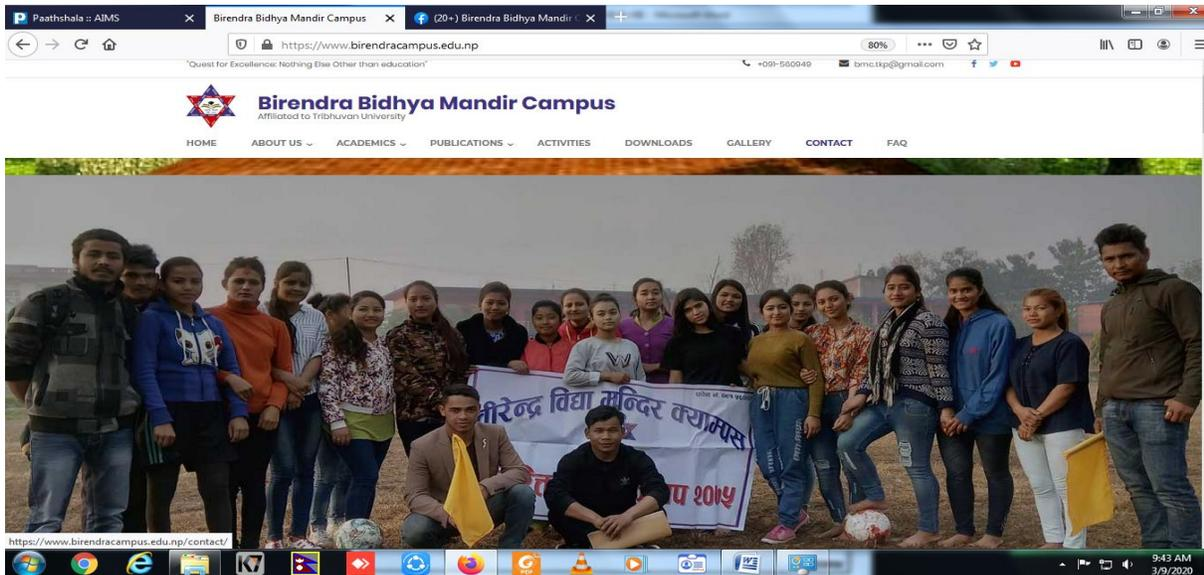 Paathshala :: AIMS
Birendra Bidhya Mandir Campus
(20+) Birendra Bidhya Mandir C
https://www.birendracampus.edu.np
80%
"Quest for Excellence: Nothing Else Other than education"
+091-560949
bmc.tkp@gmail.com
Birendra Bidhya Mandir Campus
Affiliated to Tribhuvan University
HOME
ABOUT US
ACADEMICS
PUBLICATIONS
ACTIVITIES
DOWNLOADS
GALLERY
CONTACT
FAQ
वीरेन्द्र विद्या मन्दिर क्याम्पस
२०७५
https://www.birendracampus.edu.np/contact/
9:43 AM
3/9/2020